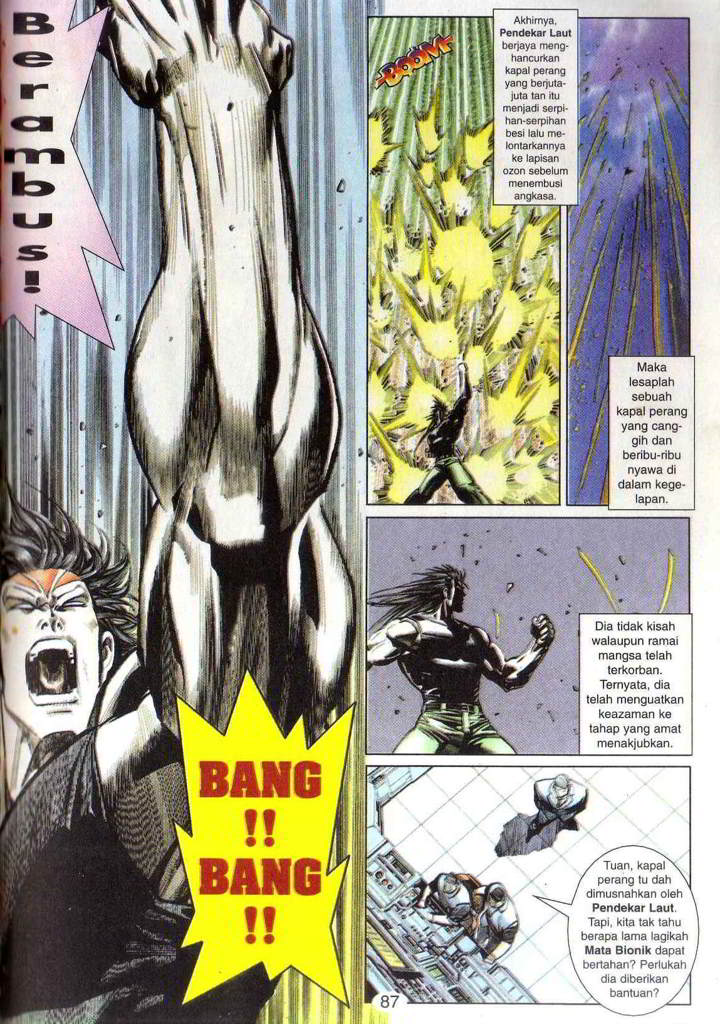 Berambus!
BANG
!!
BANG
!!
BOOM
Akhirnya,
Pendekar Laut
berjaya meng-
hancurkan
kapal perang
yang berjuta-
juta tan itu
menjadi serpi-
han-serpihan
besi lalu me-
lontarkannya
ke lapisan
ozon sebelum
menembusi
angkasa.
Maka
lesaplah
sebuah
kapal perang
yang cang-
gih dan
beribu-ribu
nyawa di
dalam kege-
lapan.
Dia tidak kisah
walaupun ramai
mangsa telah
terkorban.
Ternyata, dia
telah menguatkan
keazaman ke
tahap yang amat
menakjubkan.
Tuan, kapal
perang tu dah
dimusnahkan oleh
Pendekar Laut.
Tapi, kita tak tahu
berapa lama lagikah
Mata Bionik dapat
bertahan? Perlukah
dia diberikan
bantuan?
87